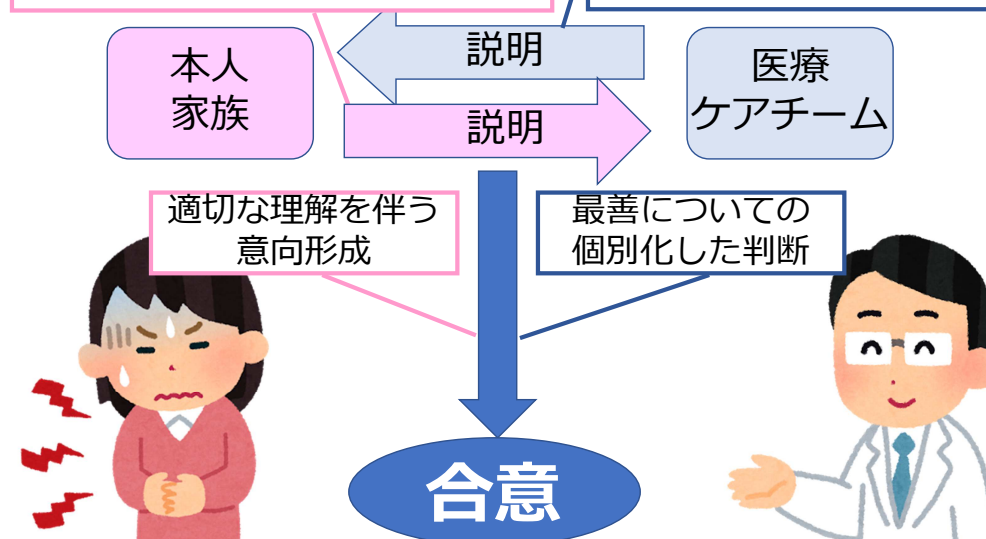 説明
本人
家族
医療
ケアチーム
説明
適切な理解を伴う
意向形成
最善についての
個別化した判断
合意